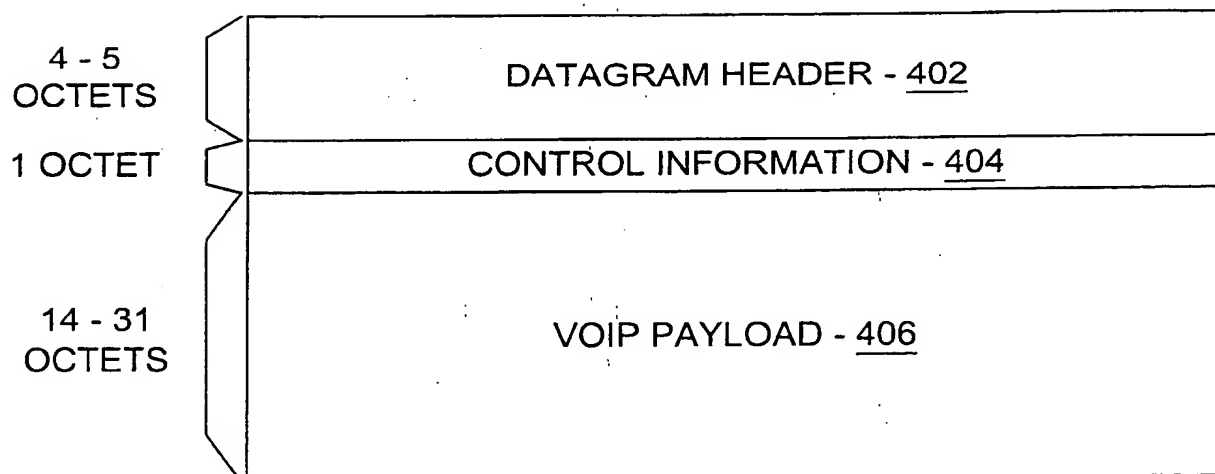 4 - 5
OCTETS
DATAGRAM HEADER - 402
1 OCTET
CONTROL INFORMATION - 404
14 - 31
OCTETS
VOIP PAYLOAD - 406